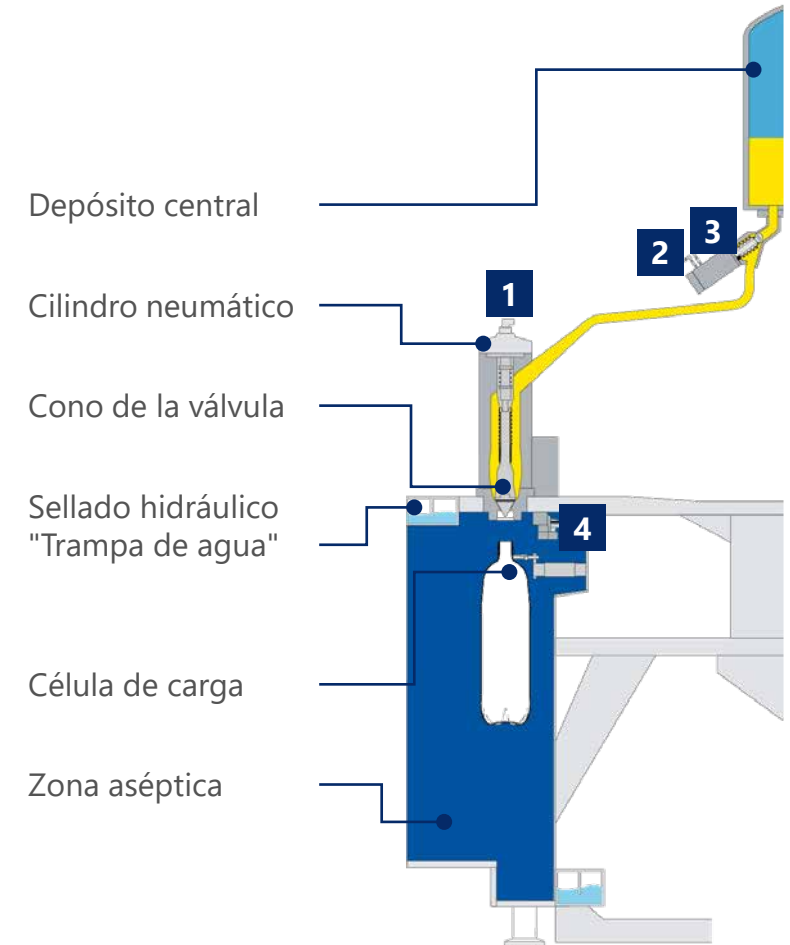 Depósito central
3
2
1
Cilindro neumático
Cono de la válvula
Sellado hidráulico
"Trampa de agua"
4
Célula de carga
Zona aséptica